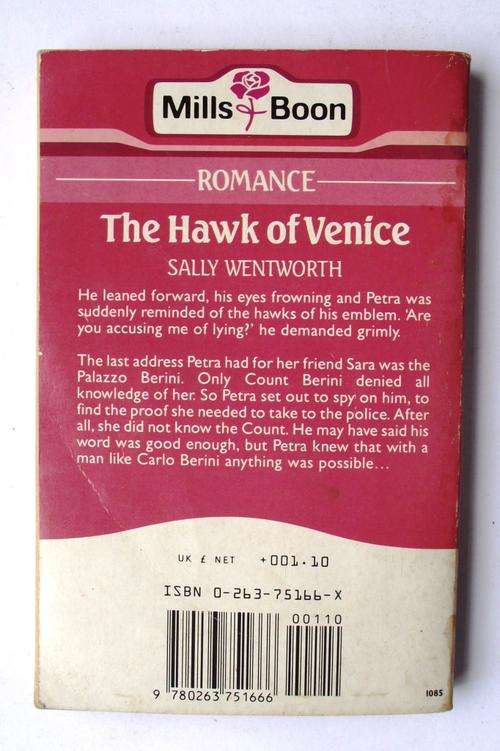 Mills & Boon
ROMANCE
The Hawk of Venice
SALLY WENTWORTH
He leaned forward, his eyes frowning and Petra was
suddenly reminded of the hawks of his emblem. 'Are
you accusing me of lying?' he demanded grimly.
The last address Petra had for her friend Sara was the
Palazzo Berini. Only Count Berini denied all
knowledge of her. So Petra set out to spy on him, to
find the proof she needed to take to the police. After
all, she did not know the Count. He may have said his
word was good enough, but Petra knew that with a
man like Carlo Berini anything was possible...
UK £ NET +001.10
ISBN 0-263-75166-X
00110
9 780263 751666
1085